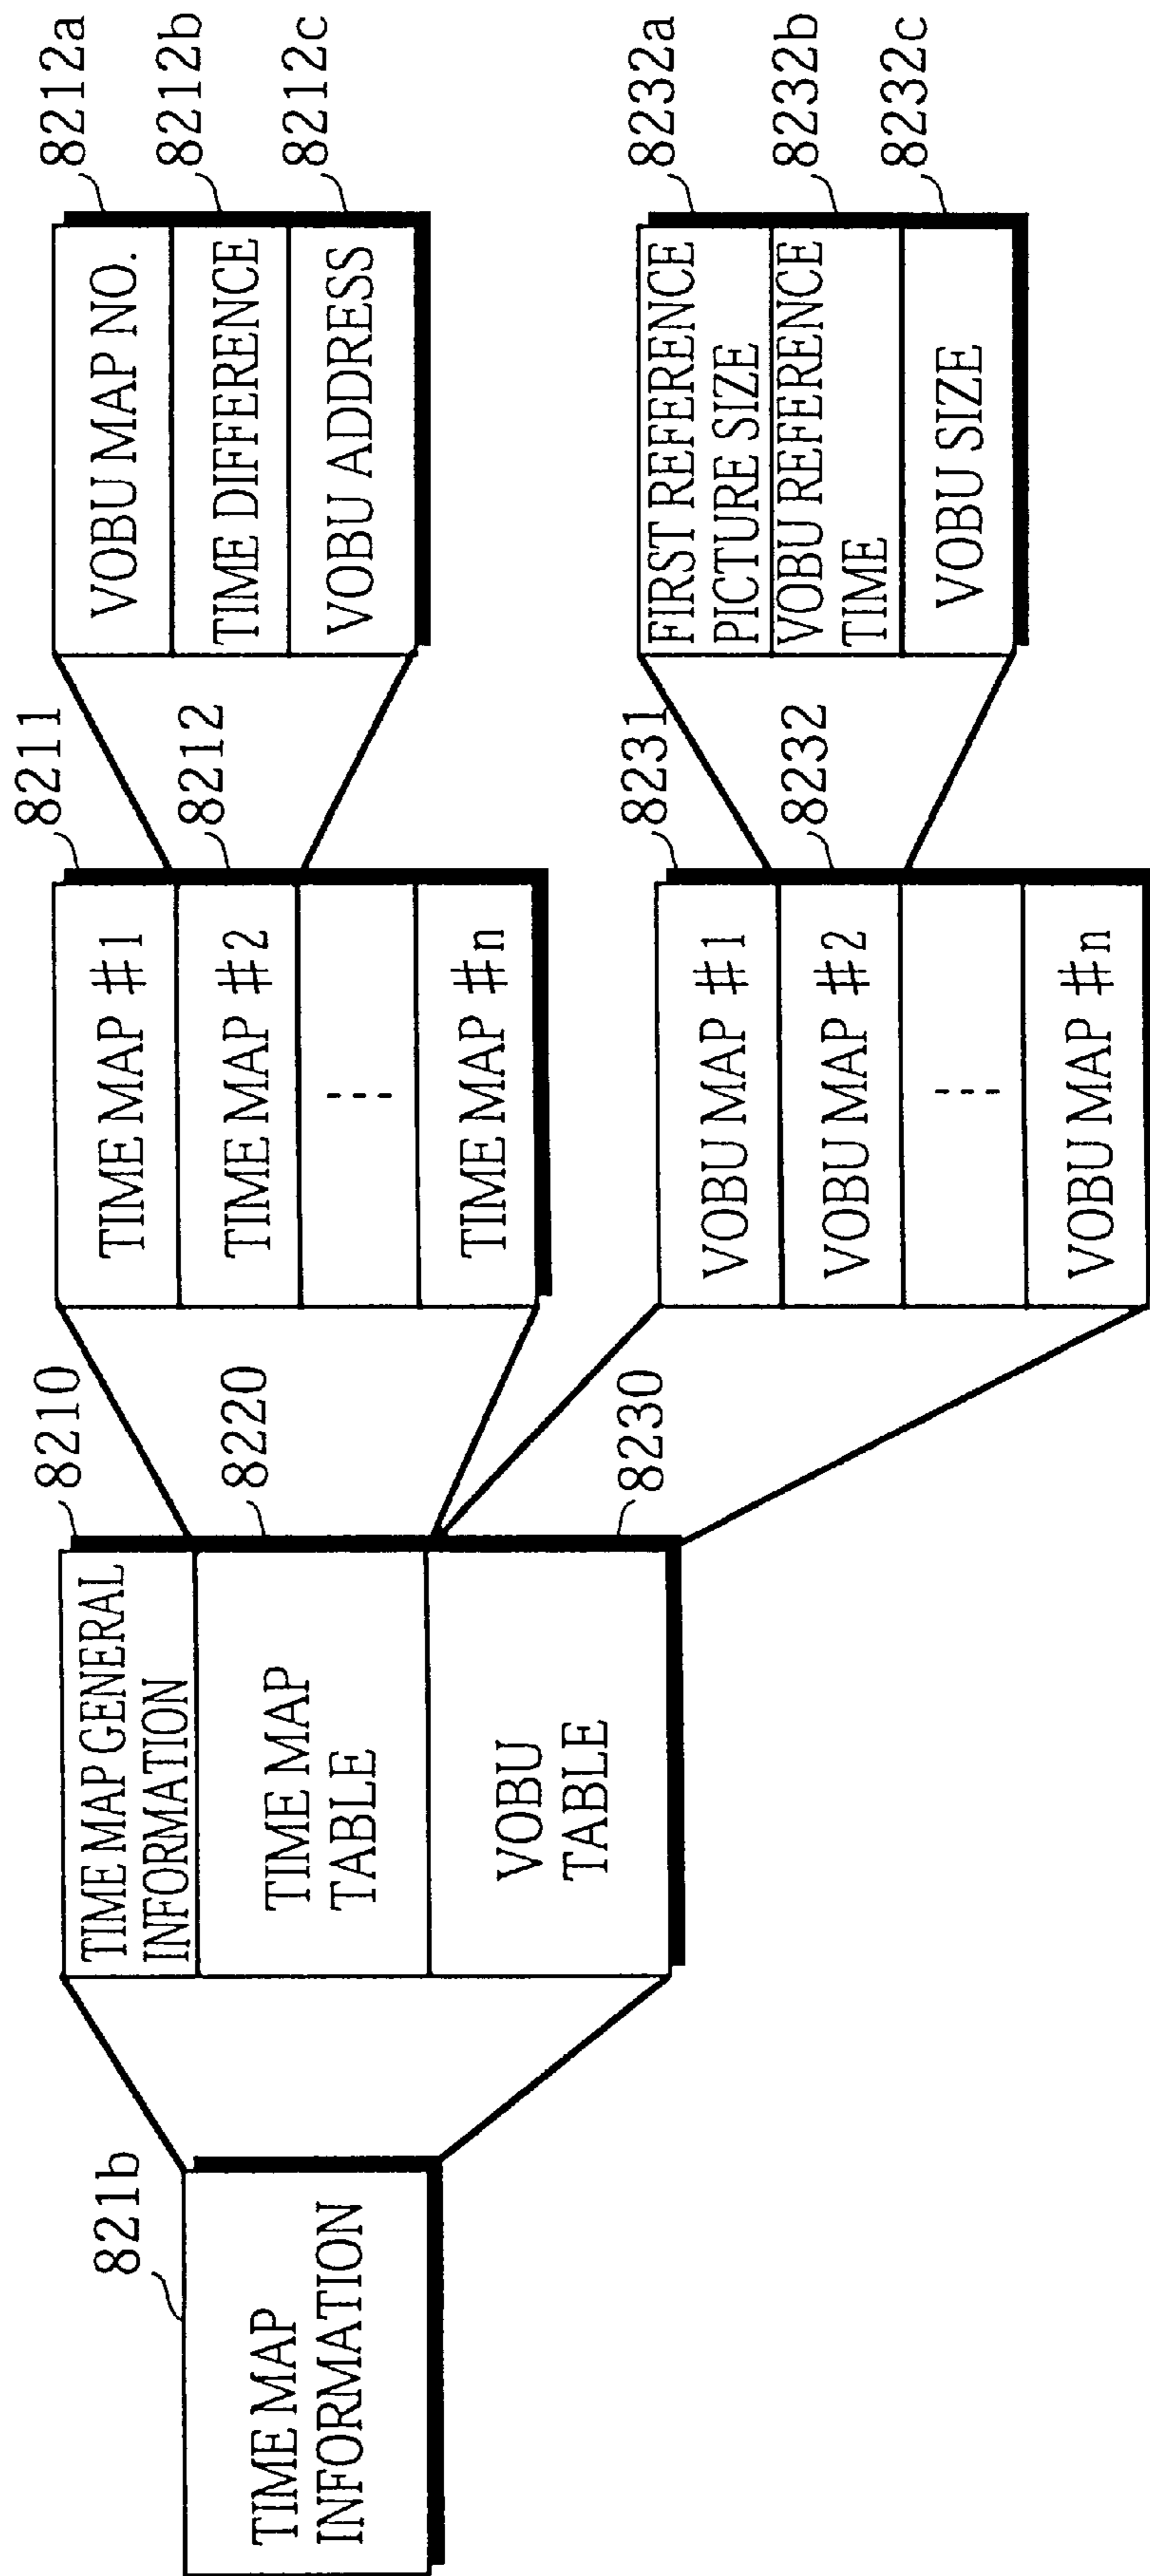 821b
TIME MAP
INFORMATION
8210
TIME MAP GENERAL
INFORMATION
8220
TIME MAP
TABLE
8230
VOBU
TABLE
8211
TIME MAP #1
8212
TIME MAP #2
TIME MAP #n
8231
VOBU MAP #1
8232
VOBU MAP #2
VOBU MAP #n
8212a
VOBU MAP NO.
8212b
TIME DIFFERENCE
8212c
VOBU ADDRESS
8232a
FIRST REFERENCE
PICTURE SIZE
8232b
VOBU REFERENCE
TIME
8232c
VOBU SIZE